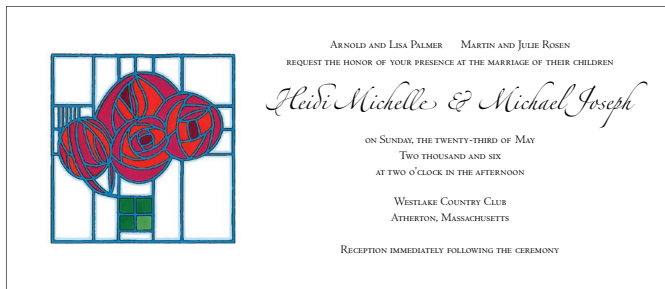 Arnold and Lisa Palmer Martin and Julie Rosen
request the honor of your presence at the marriage of their children
Heidi Michelle & Michael Joseph
on Sunday, the twenty-third of May
Two thousand and six
at two o'clock in the afternoon
Westlake Country Club
Atherton, Massachusetts
Reception immediately following the ceremony